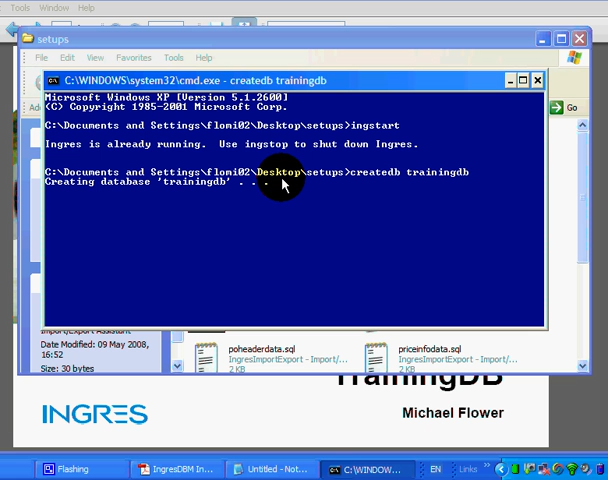 Tools Window Help
setups
File Edit View Favorites Tools Help
C:\WINDOWS\system32\cmd.exe - createdb trainingdb
Go
Microsoft Windows XP [Version 5.1.2600]
(C) Copyright 1985-2001 Microsoft Corp.
C:\Documents and Settings\flomi02\Desktop\setups>ingstart
Ingres is already running. Use ingstop to shut down Ingres.
C:\Documents and Settings\flomi02\Desktop\setups>createdb trainingdb
Creating database 'trainingdb' . . .
Import/Export Assistant
Date Modified: 09 May 2008,
16:52
Size: 30 bytes
poheaderdata.sql
IngresImportExport - Import/...
2 KB
priceinfodata.sql
IngresImportExport - Import/...
2 KB
TrainingDB
INGRES
Michael Flower
Flashing
IngresDBM In...
Untitled - Not...
C:\WINDOW...
EN
Links